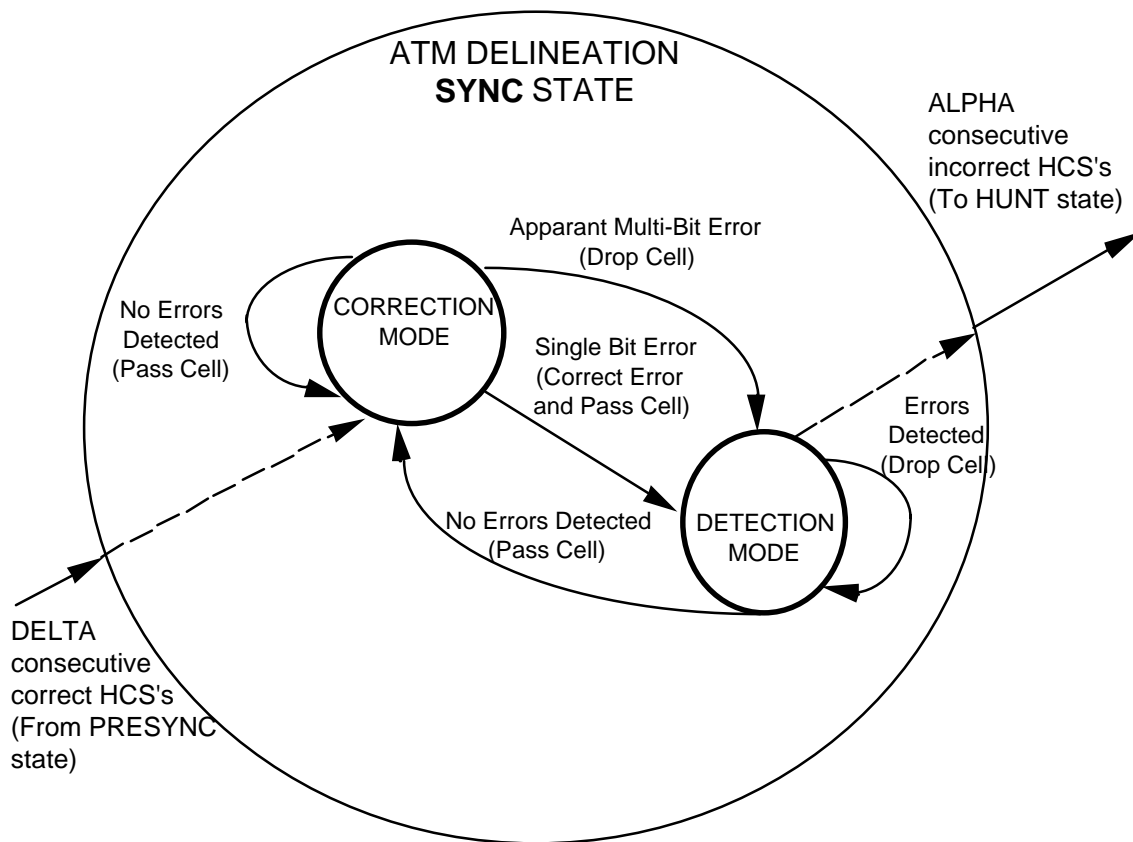 ATM DELINEATION
SYNC STATE
ALPHA
consecutive
incorrect HCS's
(To HUNT state)
Apparant Multi-Bit Error
(Drop Cell)
No Errors
Detected
(Pass Cell)
CORRECTION
MODE
Single Bit Error
(Correct Error
and Pass Cell)
Errors
Detected
(Drop Cell)
No Errors Detected
(Pass Cell)
DETECTION
MODE
DELTA
consecutive
correct HCS's
(From PRESYNC
state)